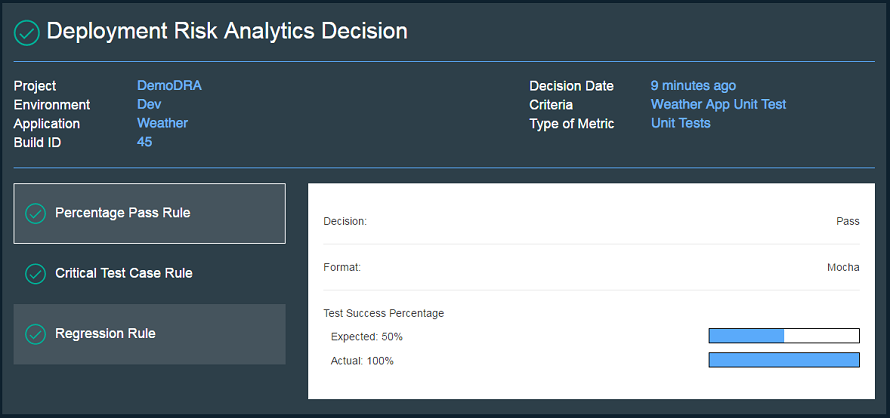 Deployment Risk Analytics Decision
Project DemoDRA
Environment Dev
Application Weather
Build ID 45
Decision Date 9 minutes ago
Criteria Weather App Unit Test
Type of Metric Unit Tests
Percentage Pass Rule
Critical Test Case Rule
Regression Rule
Decision: Pass
Format: Mocha
Test Success Percentage
Expected: 50%
Actual: 100%